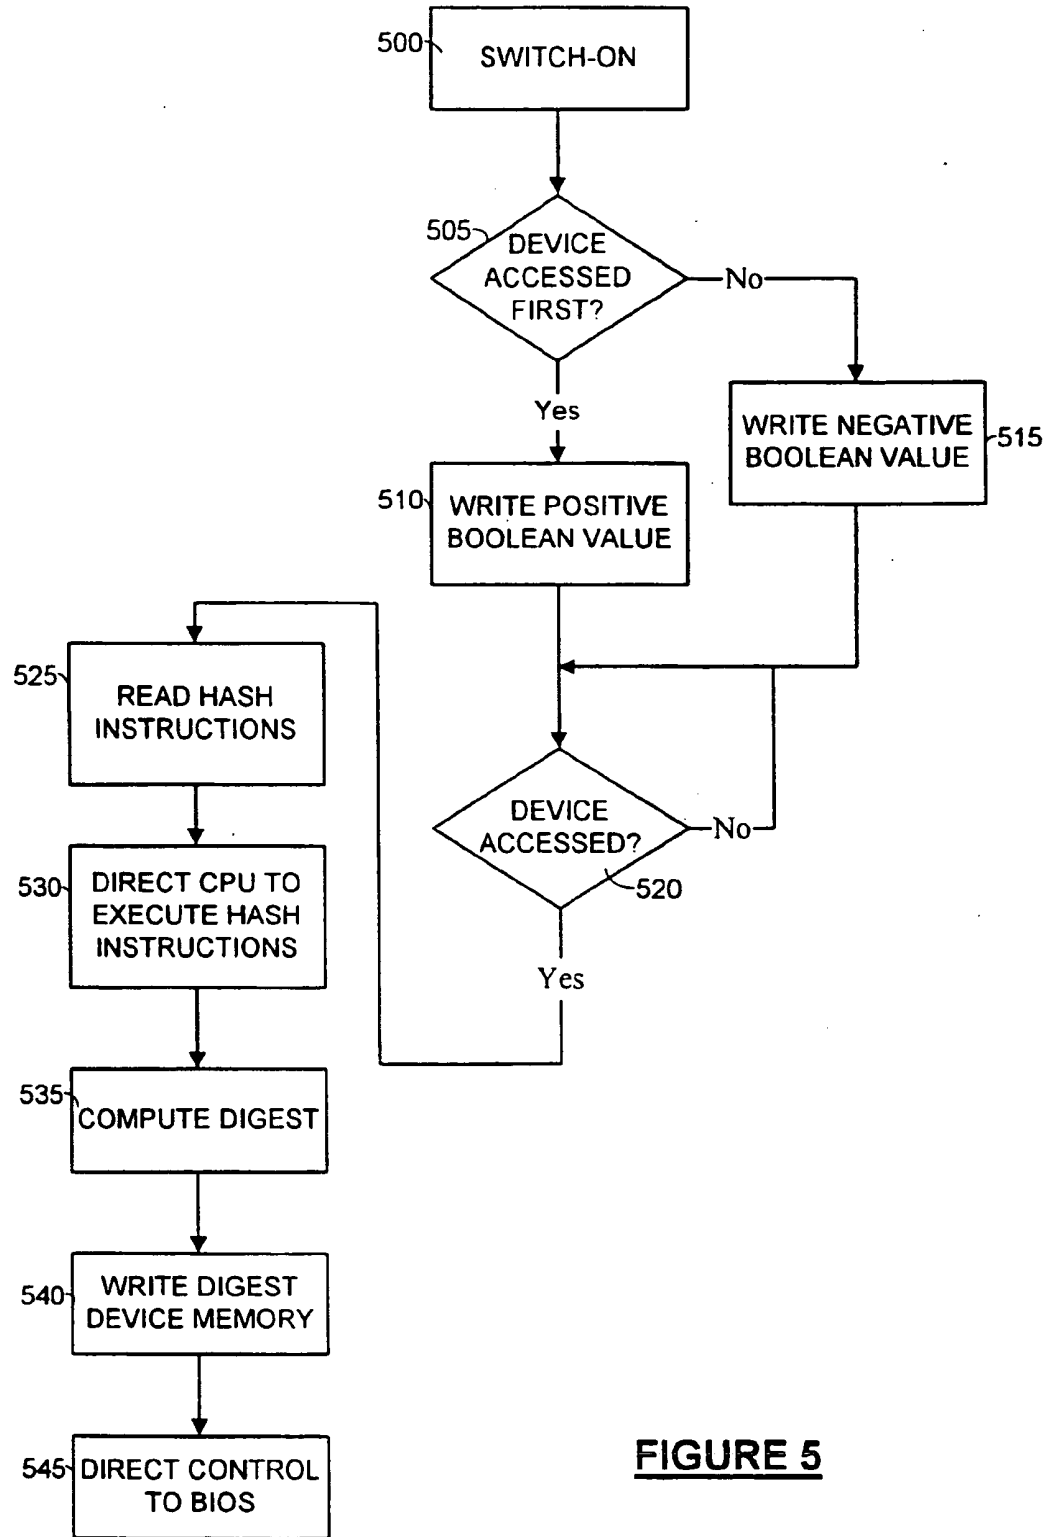 500
SWITCH-ON
505
DEVICE
ACCESSED
FIRST?
No
Yes
WRITE NEGATIVE
BOOLEAN VALUE
515
510
WRITE POSITIVE
BOOLEAN VALUE
525
READ HASH
INSTRUCTIONS
DEVICE
ACCESSED?
No
520
Yes
530
DIRECT CPU TO
EXECUTE HASH
INSTRUCTIONS
535
COMPUTE DIGEST
540
WRITE DIGEST
DEVICE MEMORY
545
DIRECT CONTROL
TO BIOS
FIGURE 5